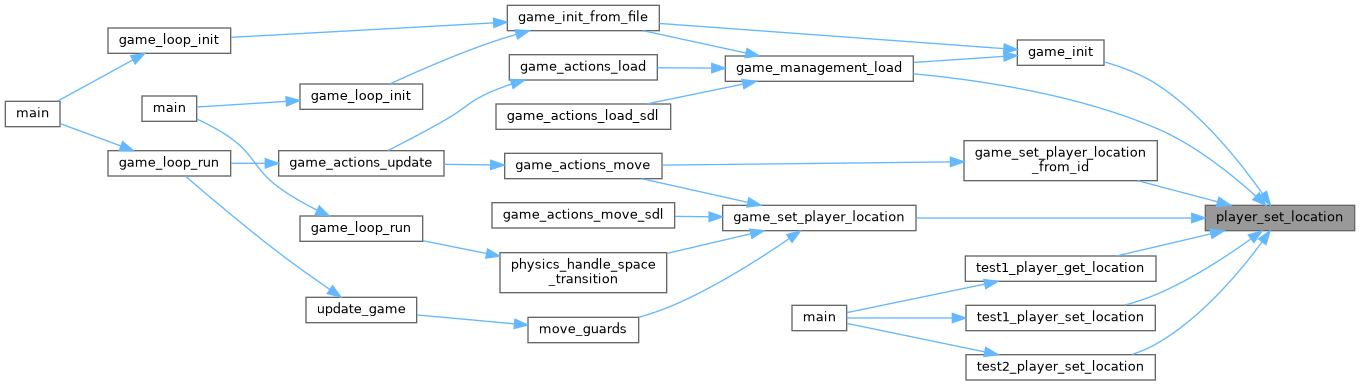 game_init_from_file
game_loop_init
game_init
game_actions_load
game_management_load
game_loop_init
main
main
game_actions_load_sdl
game_set_player_location
_from_id
game_loop_run
game_actions_update
game_actions_move
game_actions_move_sdl
game_set_player_location
player_set_location
game_loop_run
physics_handle_space
_transition
test1_player_get_location
update_game
main
test1_player_set_location
move_guards
test2_player_set_location